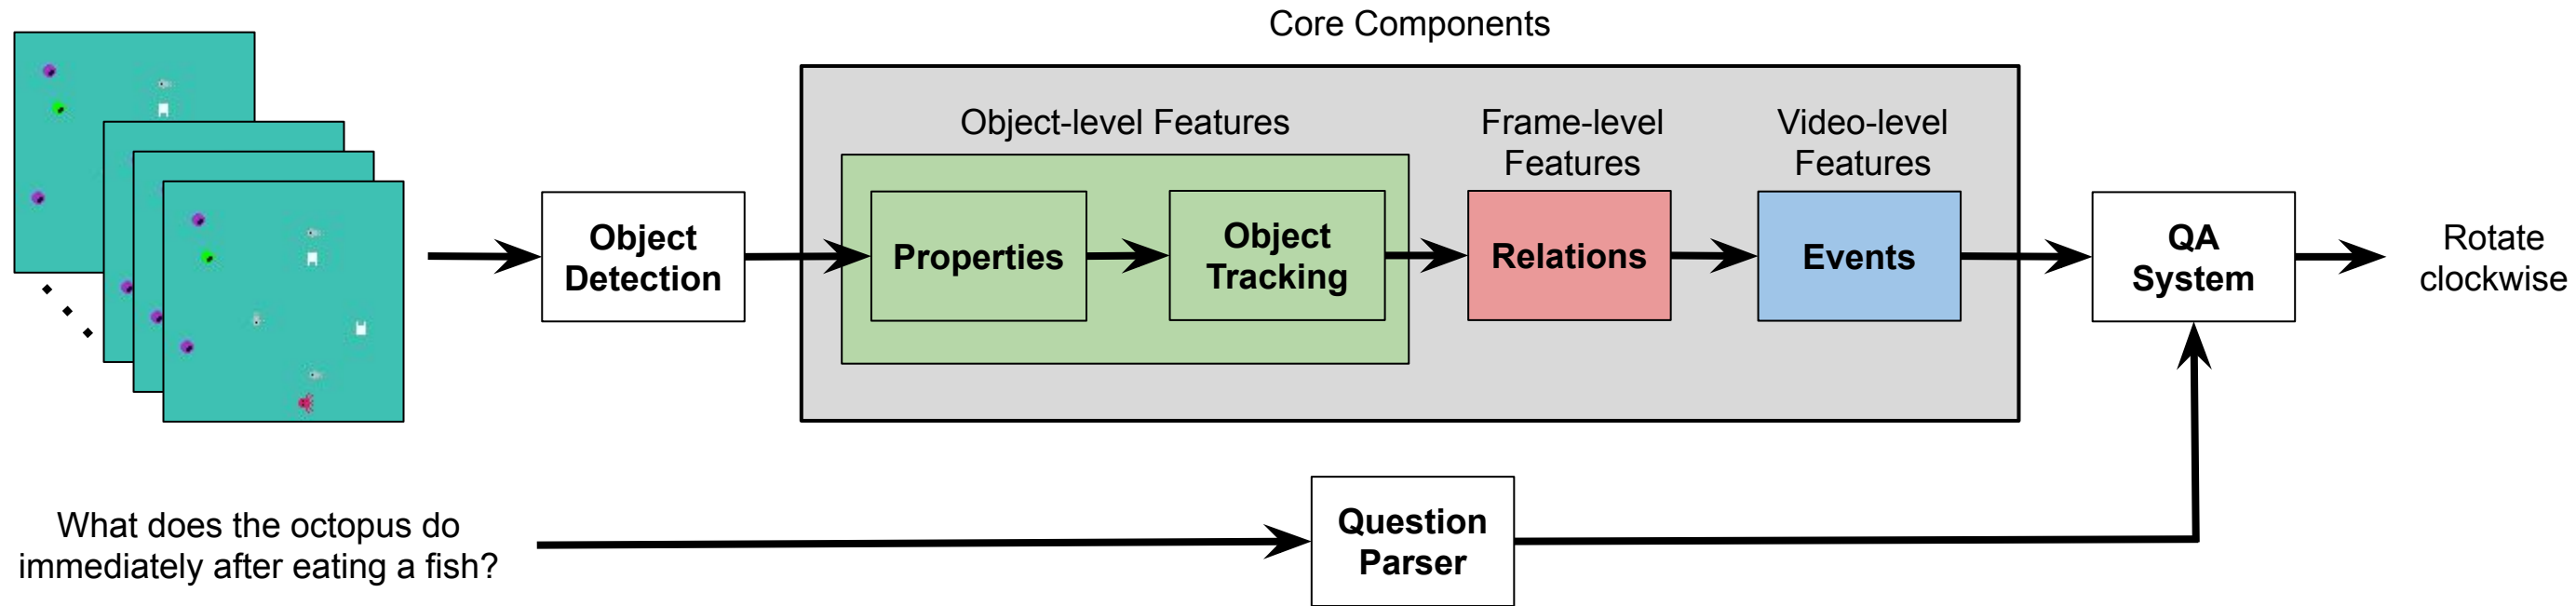 Core Components
Object-level Features
Frame-level
Features
Video-level
Features
Object
Detection
Properties
Object
Tracking
Relations
Events
QA
System
Rotate
clockwise
What does the octopus do
immediately after eating a fish?
Question
Parser